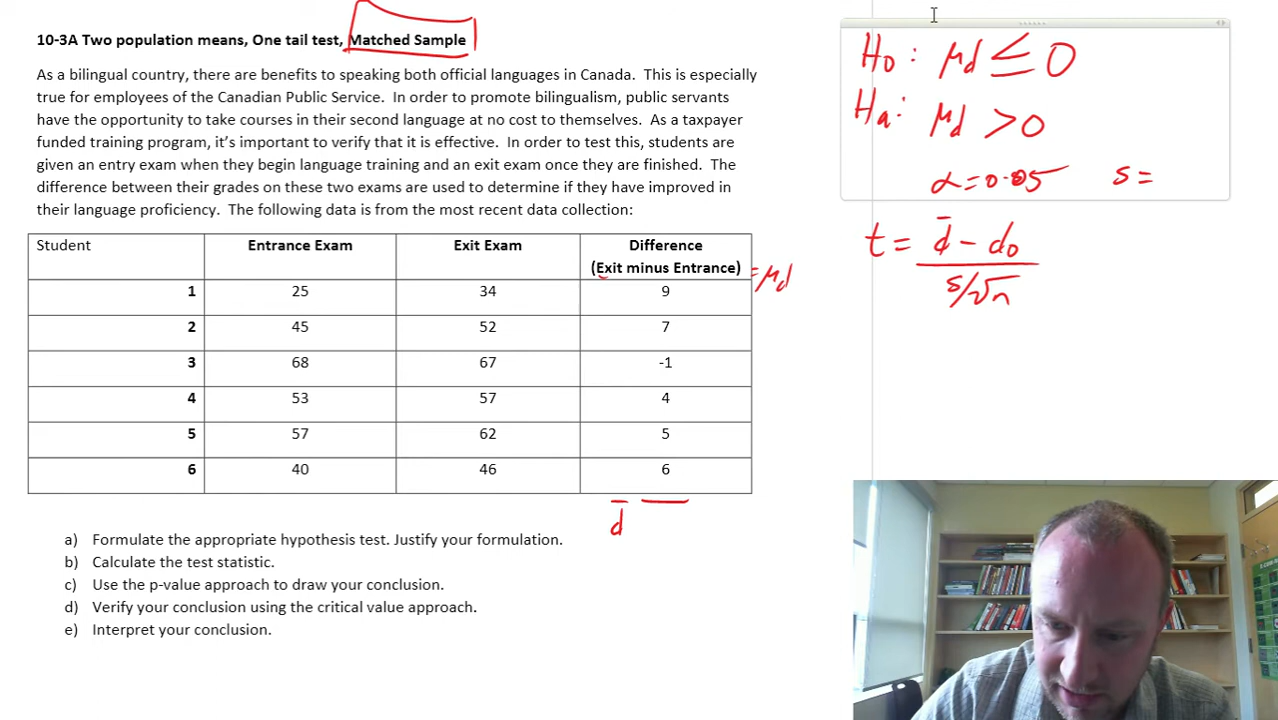 10-3A Two population means, One tail test, Matched Sample
As a bilingual country, there are benefits to speaking both official languages in Canada. This is especially
true for employees of the Canadian Public Service. In order to promote bilingualism, public servants
have the opportunity to take courses in their second language at no cost to themselves. As a taxpayer
funded training program, it's important to verify that it is effective. In order to test this, students are
given an entry exam when they begin language training and an exit exam once they are finished. The
difference between their grades on these two exams are used to determine if they have improved in
their language proficiency. The following data is from the most recent data collection:
Student Entrance Exam Exit Exam Difference
(Exit minus Entrance) = μd
1 25 34 9
2 45 52 7
3 68 67 -1
4 53 57 4
5 57 62 5
6 40 46 6
d̄
a) Formulate the appropriate hypothesis test. Justify your formulation.
b) Calculate the test statistic.
c) Use the p-value approach to draw your conclusion.
d) Verify your conclusion using the critical value approach.
e) Interpret your conclusion.
H0: μd ≤ 0
Ha: μd > 0
α = 0.05 s =
t = d̄ - d0
s/√n